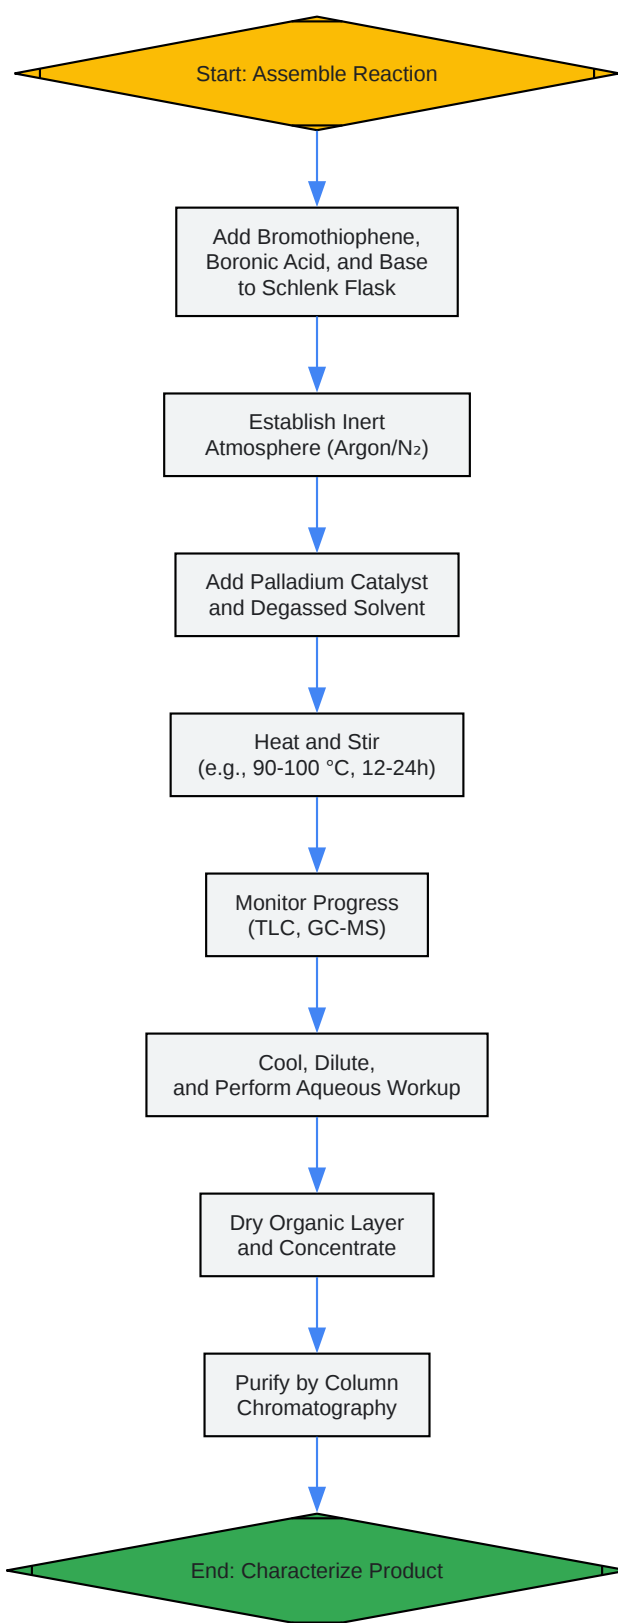 Start: Assemble Reaction
Add Bromothiophene,
Boronic Acid, and Base
to Schlenk Flask
Establish Inert
Atmosphere (Argon/N₂)
Add Palladium Catalyst
and Degassed Solvent
Heat and Stir
(e.g., 90-100 °C, 12-24h)
Monitor Progress
(TLC, GC-MS)
Cool, Dilute,
and Perform Aqueous Workup
Dry Organic Layer
and Concentrate
Purify by Column
Chromatography
End: Characterize Product